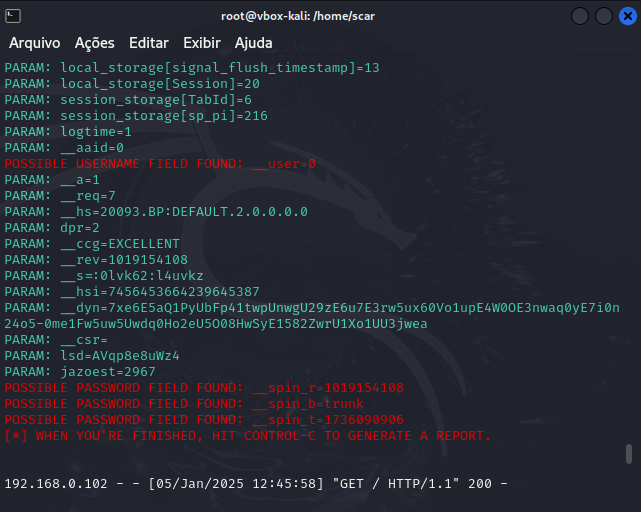 root@vbox-kali: /home/scar
Arquivo Ações Editar Exibir Ajuda
PARAM: local_storage[signal_flush_timestamp]=13
PARAM: local_storage[Session]=20
PARAM: session_storage[TabId]=6
PARAM: session_storage[sp_pi]=216
PARAM: logtime=1
PARAM: __aaid=0
POSSIBLE USERNAME FIELD FOUND: __user=0
PARAM: __a=1
PARAM: __req=7
PARAM: __hs=20093.BP:DEFAULT.2.0.0.0.0
PARAM: dpr=2
PARAM: __ccg=EXCELLENT
PARAM: __rev=1019154108
PARAM: __s=:0lvk62:l4uvkz
PARAM: __hsi=7456453664239645387
PARAM: __dyn=7xe6E5aQ1PyUbFp41twpUnwgU29zE6u7E3rw5ux60Vo1upE4W0OE3nwaq0yE7i0n
24o5-0me1Fw5uw5Uwdq0Ho2eU5O08HwSyE1582ZwrU1Xo1UU3jwea
PARAM: __csr=
PARAM: lsd=AVqp8e8uWz4
PARAM: jazoest=2967
POSSIBLE PASSWORD FIELD FOUND: __spin_r=1019154108
POSSIBLE PASSWORD FIELD FOUND: __spin_b=trunk
POSSIBLE PASSWORD FIELD FOUND: __spin_t=1736090906
[*] WHEN YOU'RE FINISHED, HIT CONTROL-C TO GENERATE A REPORT.
192.168.0.102 - - [05/Jan/2025 12:45:58] "GET / HTTP/1.1" 200 -